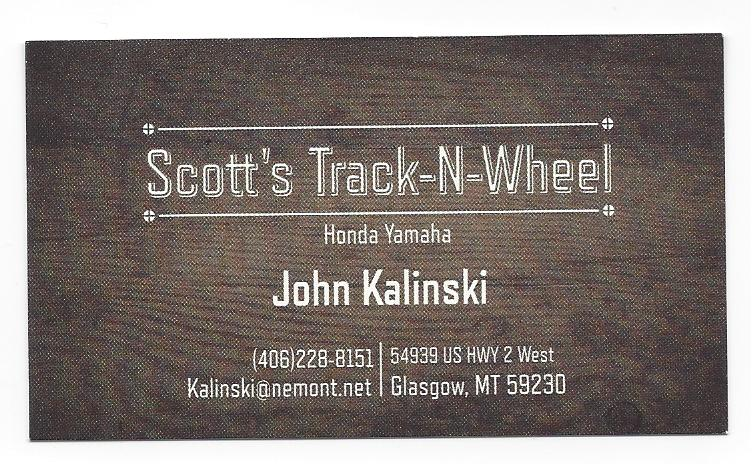 Scott's Track-N-Wheel
Honda Yamaha
John Kalinski
(406)228-8151
Kalinski@nemont.net
54939 US HWY 2 West
Glasgow, MT 59230